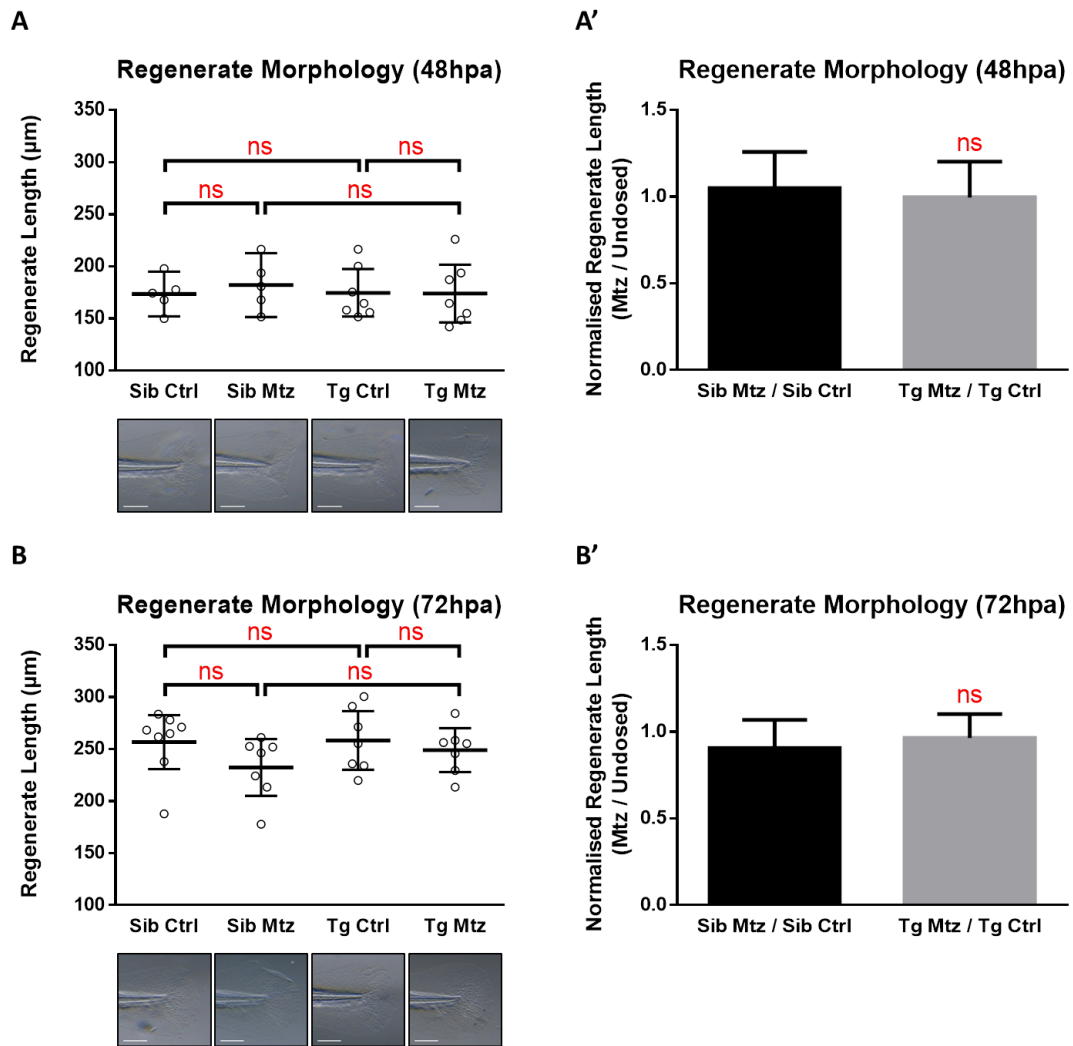 A
Regenerate Morphology (48hpa)
Regenerate Length (µm)
350
300
250
200
150
100
ns
ns
ns
ns
Sib Ctrl
Sib Mtz
Tg Ctrl
Tg Mtz
A'
Regenerate Morphology (48hpa)
Normalised Regenerate Length
(Mtz / Undosed)
1.5
1.0
0.5
0.0
ns
Sib Mtz / Sib Ctrl
Tg Mtz / Tg Ctrl
B
Regenerate Morphology (72hpa)
Regenerate Length (µm)
350
300
250
200
150
100
ns
ns
ns
ns
Sib Ctrl
Sib Mtz
Tg Ctrl
Tg Mtz
B'
Regenerate Morphology (72hpa)
Normalised Regenerate Length
(Mtz / Undosed)
1.5
1.0
0.5
0.0
ns
Sib Mtz / Sib Ctrl
Tg Mtz / Tg Ctrl